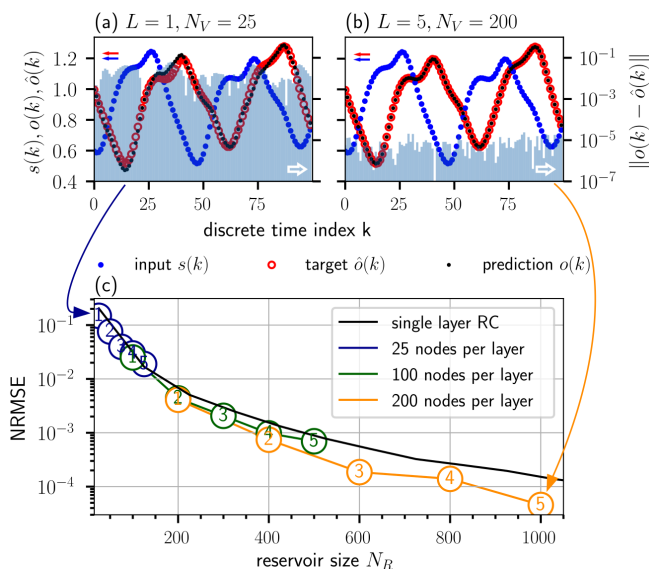 (a) L = 1, N_V = 25
(b) L = 5, N_V = 200
s(k), o(k), ô(k)
1.2
1.0
0.8
0.6
0.4
10^{-1}
10^{-3}
10^{-5}
10^{-7}
||o(k) − ô(k)||
0 25 50 75
0 25 50 75
discrete time index k
input s(k) target ô(k) prediction o(k)
(c)
NRMSE
10^{-1}
10^{-2}
10^{-3}
10^{-4}
single layer RC
25 nodes per layer
100 nodes per layer
200 nodes per layer
1 2 3 4 5
1 2 3 4 5
1 2 3 4 5
200 400 600 800 1000
reservoir size N_R